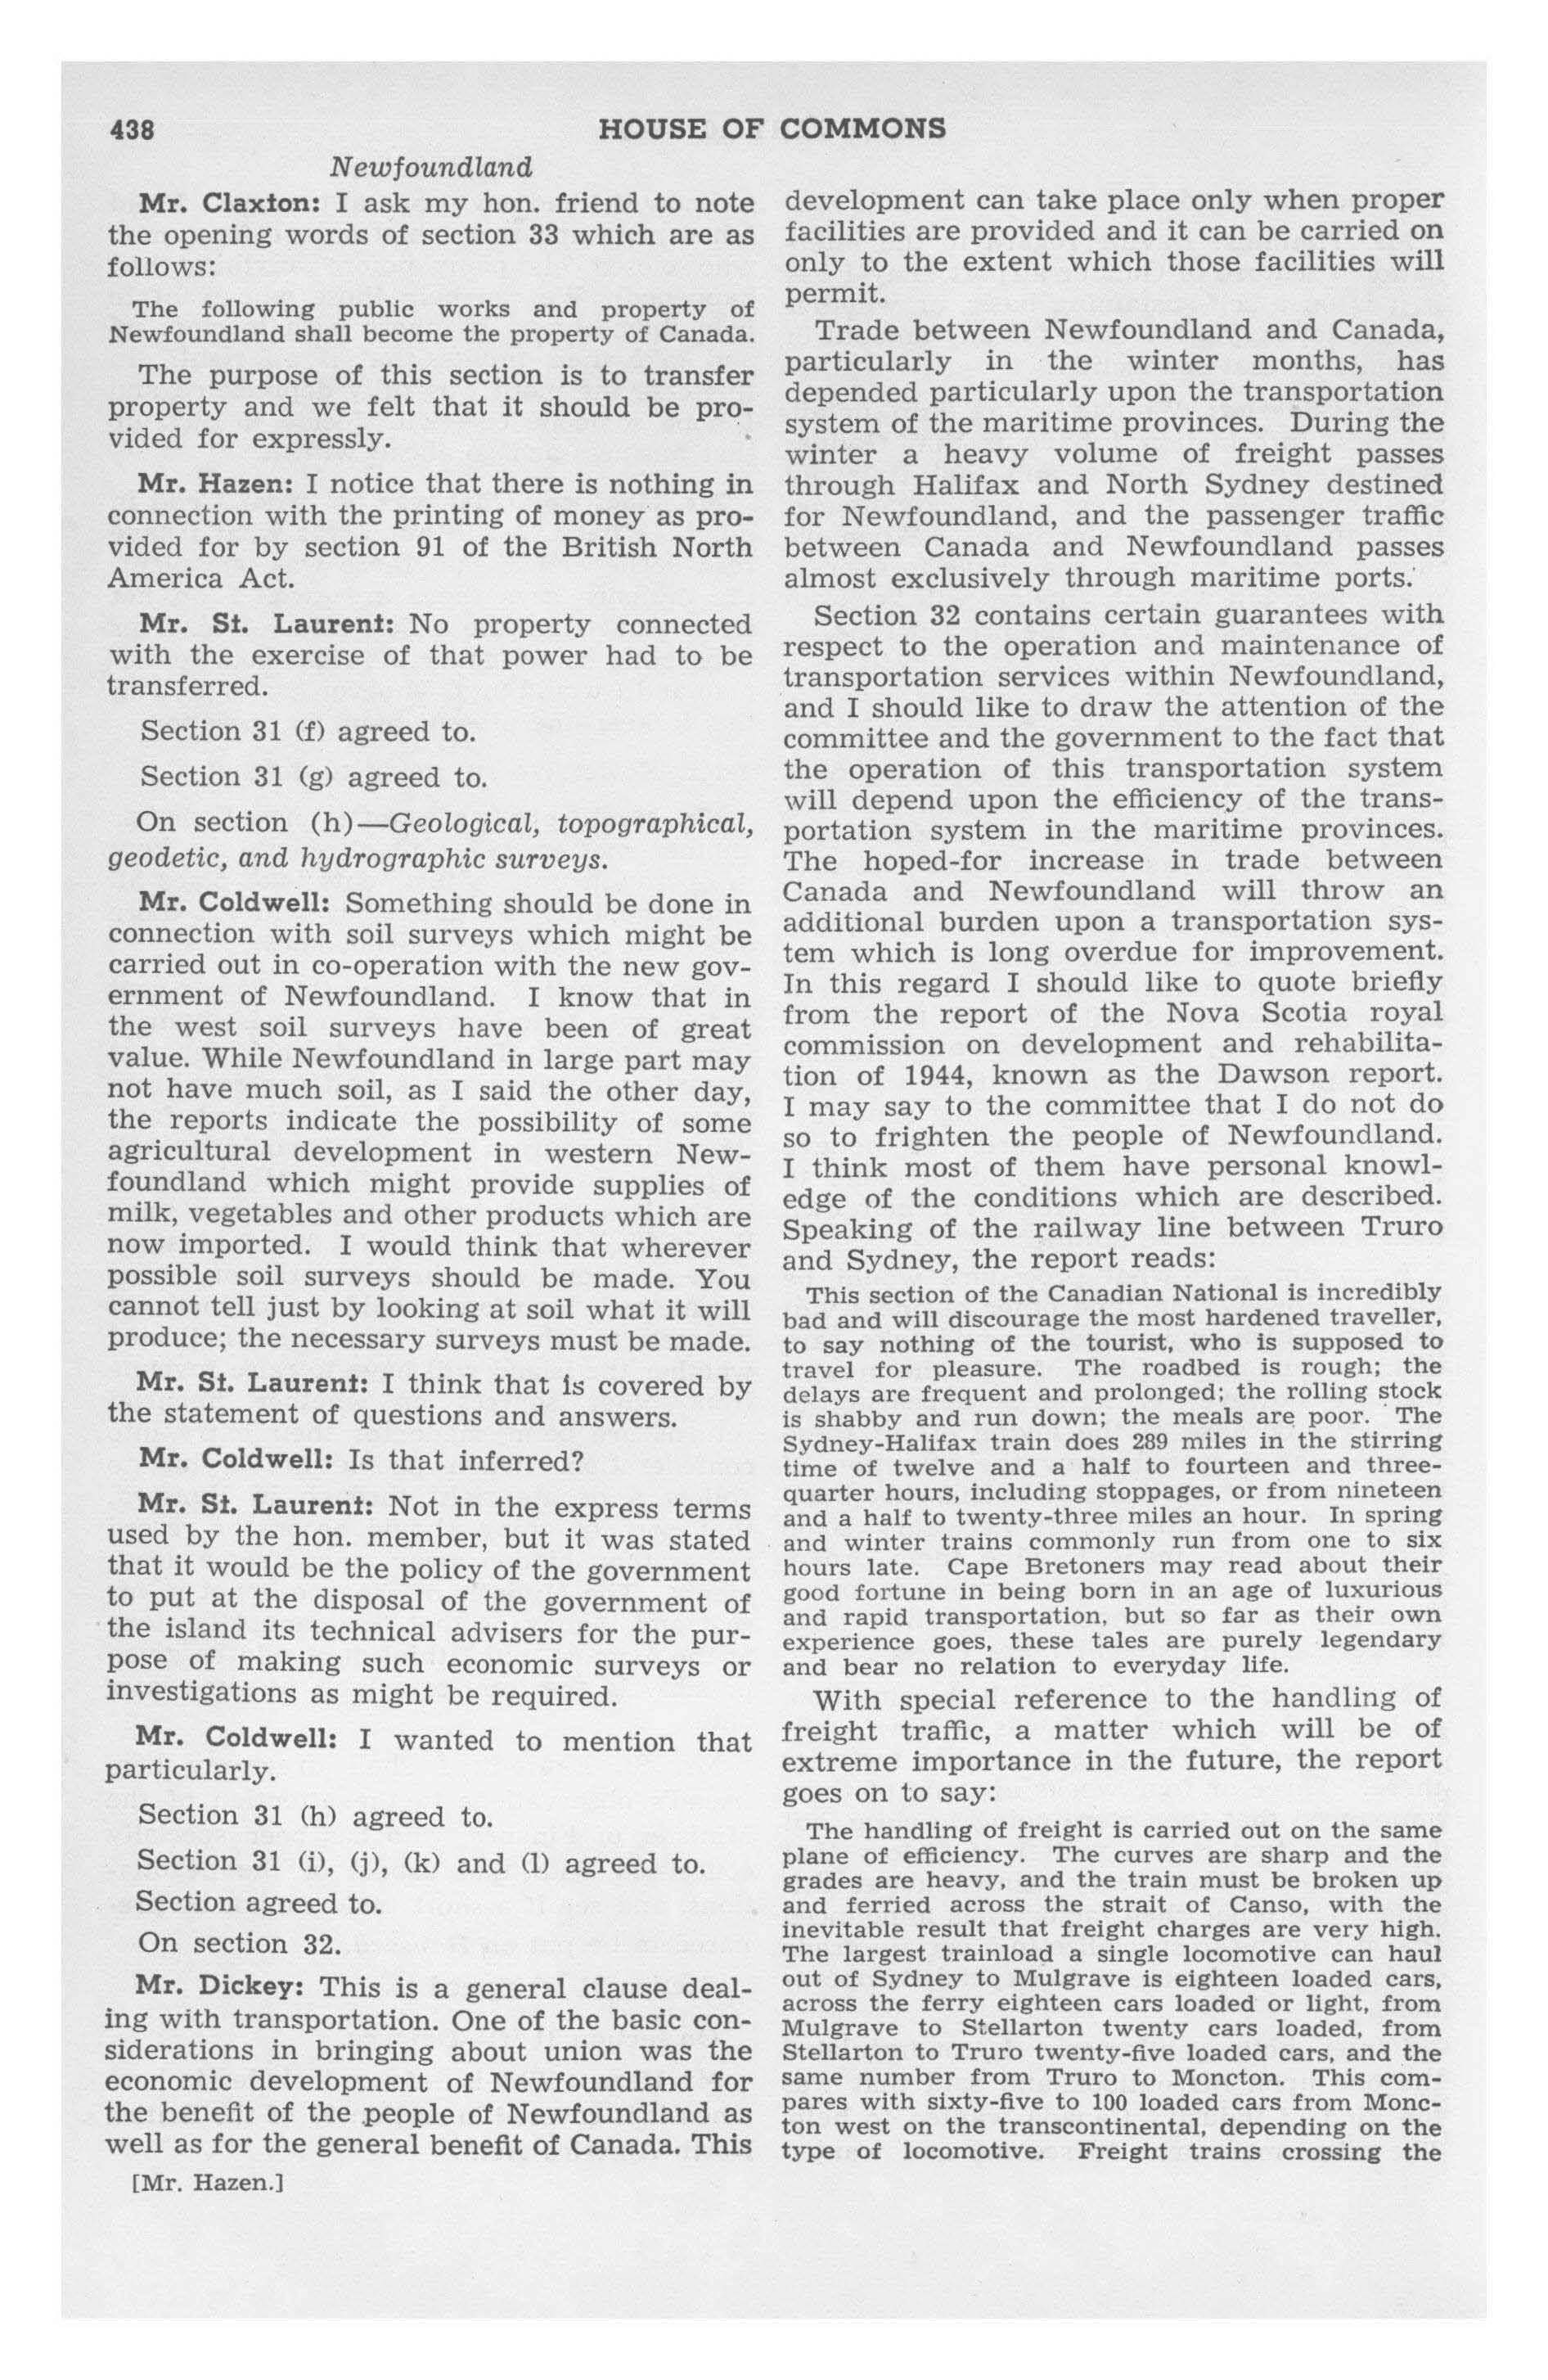 438
HOUSE OF COMMONS
Newfoundland
Mr. Claxton: I ask my hon. friend to note
the opening words of section 33 which are as
follows:
The following public works and property of
Newfoundland shall become the property of Canada.
The purpose of this section is to transfer
property and we felt that it should be pro-
vided for expressly.
Mr. Hazen: I notice that there is nothing in
connection with the printing of money as pro-
vided for by section 91 of the British North
America Act.
Mr. St. Laurent: No property connected
with the exercise of that power had to be
transferred.
Section 31 (f) agreed to.
Section 31 (g) agreed to.
On section (h)—Geological, topographical,
geodetic, and hydrographic surveys.
Mr. Coldwell: Something should be done in
connection with soil surveys which might be
carried out in co-operation with the new gov-
ernment of Newfoundland. I know that in
the west soil surveys have been of great
value. While Newfoundland in large part may
not have much soil, as I said the other day,
the reports indicate the possibility of some
agricultural development in western New-
foundland which might provide supplies of
milk, vegetables and other products which are
now imported. I would think that wherever
possible soil surveys should be made. You
cannot tell just by looking at soil what it will
produce; the necessary surveys must be made.
Mr. St. Laurent: I think that is covered by
the statement of questions and answers.
Mr. Coldwell: Is that inferred?
Mr. St. Laurent: Not in the express terms
used by the hon. member, but it was stated
that it would be the policy of the government
to put at the disposal of the government of
the island its technical advisers for the pur-
pose of making such economic surveys or
investigations as might be required.
Mr. Coldwell: I wanted to mention that
particularly.
Section 31 (h) agreed to.
Section 31 (i), (j), (k) and (l) agreed to.
Section agreed to.
On section 32.
Mr. Dickey: This is a general clause deal-
ing with transportation. One of the basic con-
siderations in bringing about union was the
economic development of Newfoundland for
the benefit of the people of Newfoundland as
well as for the general benefit of Canada. This
[Mr. Hazen.]
development can take place only when proper
facilities are provided and it can be carried on
only to the extent which those facilities will
permit.
Trade between Newfoundland and Canada,
particularly in the winter months, has
depended particularly upon the transportation
system of the maritime provinces. During the
winter a heavy volume of freight passes
through Halifax and North Sydney destined
for Newfoundland, and the passenger traffic
between Canada and Newfoundland passes
almost exclusively through maritime ports.
Section 32 contains certain guarantees with
respect to the operation and maintenance of
transportation services within Newfoundland,
and I should like to draw the attention of the
committee and the government to the fact that
the operation of this transportation system
will depend upon the efficiency of the trans-
portation system in the maritime provinces.
The hoped-for increase in trade between
Canada and Newfoundland will throw an
additional burden upon a transportation sys-
tem which is long overdue for improvement.
In this regard I should like to quote briefly
from the report of the Nova Scotia royal
commission on development and rehabilita-
tion of 1944, known as the Dawson report.
I may say to the committee that I do not do
so to frighten the people of Newfoundland.
I think most of them have personal knowl-
edge of the conditions which are described.
Speaking of the railway line between Truro
and Sydney, the report reads:
This section of the Canadian National is incredibly
bad and will discourage the most hardened traveller,
to say nothing of the tourist, who is supposed to
travel for pleasure. The roadbed is rough; the
delays are frequent and prolonged; the rolling stock
is shabby and run down; the meals are poor. The
Sydney-Halifax train does 289 miles in the stirring
time of twelve and a half to fourteen and three-
quarter hours, including stoppages, or from nineteen
and a half to twenty-three miles an hour. In spring
and winter trains commonly run from one to six
hours late. Cape Bretoners may read about their
good fortune in being born in an age of luxurious
and rapid transportation, but so far as their own
experience goes, these tales are purely legendary
and bear no relation to everyday life.
With special reference to the handling of
freight traffic, a matter which will be of
extreme importance in the future, the report
goes on to say:
The handling of freight is carried out on the same
plane of efficiency. The curves are sharp and the
grades are heavy, and the train must be broken up
and ferried across the strait of Canso, with the
inevitable result that freight charges are very high.
The largest trainload a single locomotive can haul
out of Sydney to Mulgrave is eighteen loaded cars,
across the ferry eighteen cars loaded or light, from
Mulgrave to Stellarton twenty cars loaded, from
Stellarton to Truro twenty-five loaded cars, and the
same number from Truro to Moncton. This com-
pares with sixty-five to 100 loaded cars from Monc-
ton west on the transcontinental, depending on the
type of locomotive. Freight trains crossing the